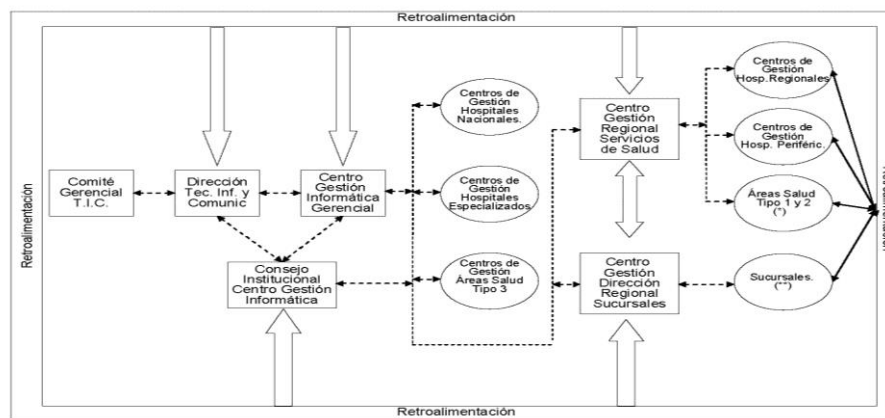 Retroalimentación
Retroalimentación
Comité
Gerencial
T.I.C.
Dirección
Tec. Inf. y
Comunic
Centro
Gestión
Informática
Gerencial
Consejo
Institucional
Centro Gestión
Informática
Centros de
Gestión
Hospitales
Nacionales.
Centros de
Gestión
Hospitales
Especializados
Centros de
Gestión
Áreas Salud
Tipo 3
Centro
Gestión
Regional
Servicios
de Salud
Centro
Gestión
Dirección
Regional
Sucursales
Centros de
Gestión
Hosp.Regionales
Centros de
Gestión
Hosp. Periféric.
Áreas Salud
Tipo 1 y 2
(*)
Sucursales.
(**)
Retroalimentación